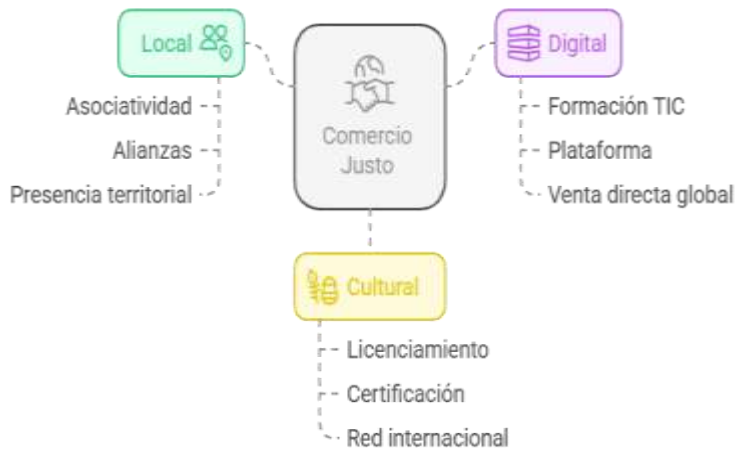 Local
Asociatividad
Alianzas
Presencia territorial
Comercio
Justo
Digital
Formación TIC
Plataforma
Venta directa global
Cultural
Licenciamiento
Certificación
Red internacional